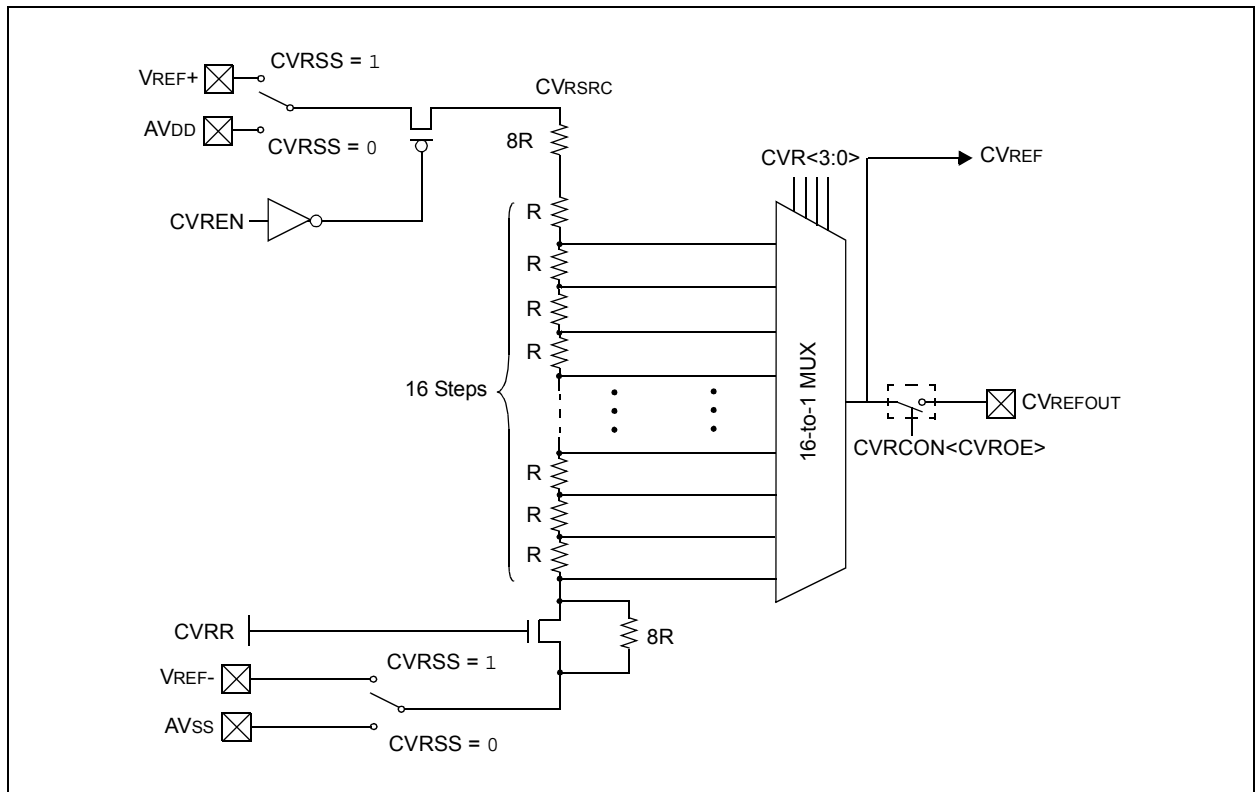 CVRSS = 1
VREF+
CVRSRC
AVDD
CVRSS = 0
8R
CVR<3:0>
CVREF
CVREN
R
R
R
R
16 Steps
16-to-1 MUX
CVREFOUT
CVRCON<CVROE>
R
R
R
CVRR
8R
CVRSS = 1
VREF-
AVSS
CVRSS = 0